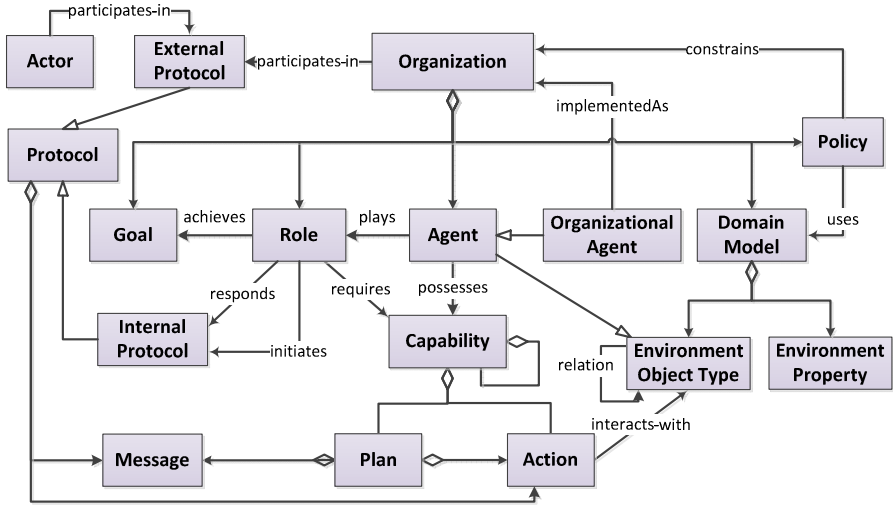 participates-in
Actor
External
Protocol
participates-in
Organization
constrains
implementedAs
Protocol
Policy
achieves
plays
uses
Goal
Role
Agent
Organizational
Agent
Domain
Model
responds
requires
possesses
Internal
Protocol
initiates
Capability
relation
Environment
Object Type
Environment
Property
interacts-with
Message
Plan
Action